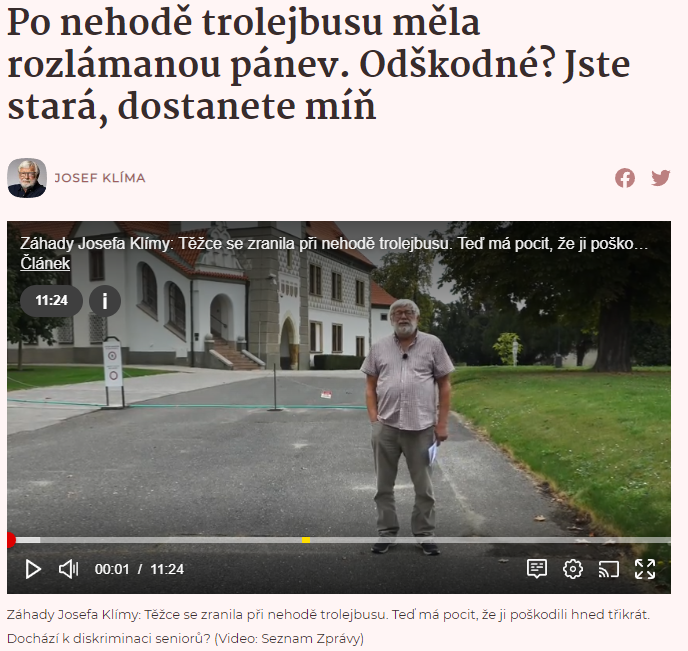 Po nehodě trolejbusu měla
rozlámanou pánev. Odškodné? Jste
stará, dostanete míň
JOSEF KLÍMA
Záhady Josefa Klímy: Těžce se zranila při nehodě trolejbusu. Teď má pocit, že ji poško...
Článek
11:24
i
00:01 / 11:24
Záhady Josefa Klímy: Těžce se zranila při nehodě trolejbusu. Teď má pocit, že ji poškodili hned třikrát.
Dochází k diskriminaci seniorů? (Video: Seznam Zprávy)